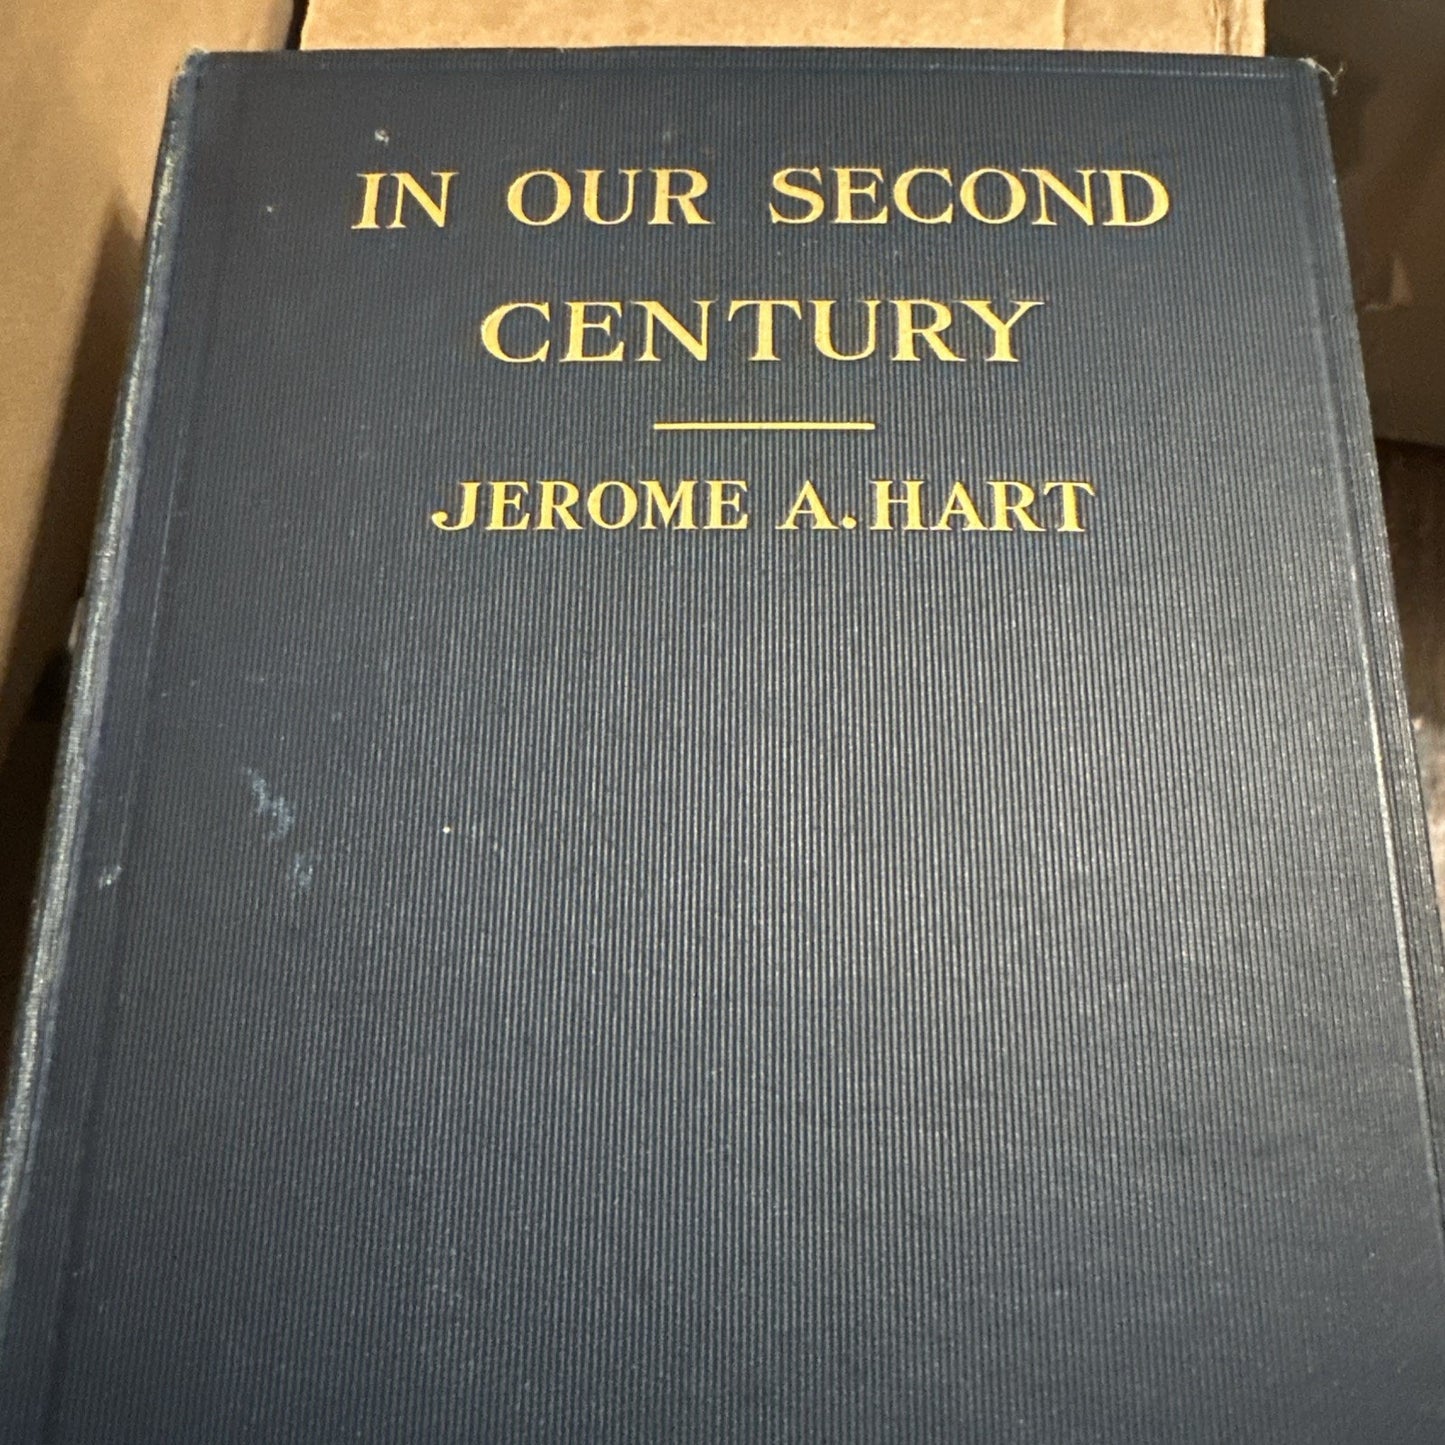 IN OUR SECOND
CENTURY
JEROME A. HART